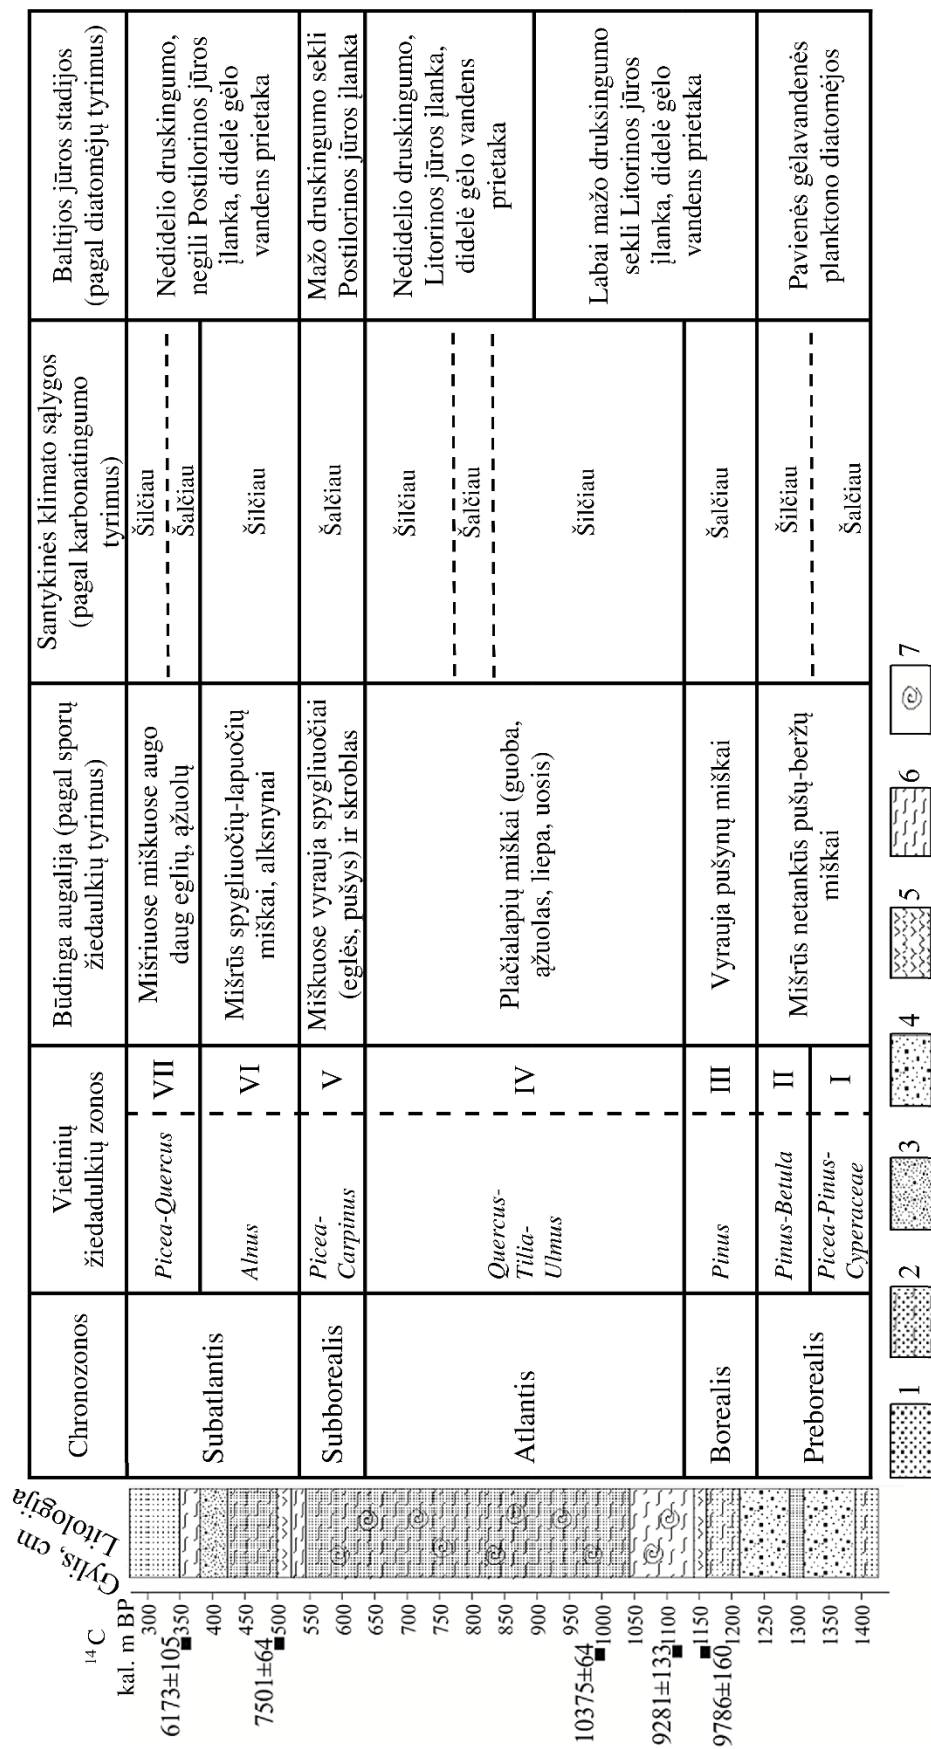 14C
kal. m BP
Gylis, cm
Litologija
Chronozonos
Vietinių
žiedadulkių zonos
Būdinga augalija (pagal sporų
žiedaulkių tyrimus)
Santykinės klimato sąlygos
(pagal karbonatingumo
tyrimus)
Baltijos jūros stadijos
(pagal diatomėjų tyrimus)
6173±105
7501±64
10375±64
9281±133
9786±160
300
350
400
450
500
550
600
650
700
750
800
850
900
950
1000
1050
1100
1150
1200
1250
1300
1350
1400
Subatlantis
Subborealis
Atlantis
Borealis
Preborealis
Picea-Quercus
VII
Alnus
VI
Picea-
Carpinus
V
Quercus-
Tilia-
Ulmus
IV
Pinus
III
Pinus-Betula
II
Picea-Pinus-
Cyperaceae
I
Mišriuose miškuose augo
daug eglių, ąžuolų
Mišrūs spygliuočių-lapuočių
miškai, alksnynai
Miškuose vyrauja spygliuočiai
(eglės, pušys) ir skroblas
Plačialapių miškai (guoba,
ąžuolas, liepa, uosis)
Vyrauja pušynų miškai
Mišrūs netankūs pušų-beržų
miškai
Šilčiau
Šalčiau
Šilčiau
Šalčiau
Šilčiau
Šalčiau
Šilčiau
Šalčiau
Šilčiau
Šalčiau
Nedidelio druskingumo,
negili Postilorinos jūros
įlanka, didelė gėlo
vandens prietaka
Mažo druskingumo sekli
Postilorinos jūros įlanka
Nedidelio druskingumo,
Litorinos jūros įlanka,
didelė gėlo vandens
prietaka
Labai mažo druksingumo
sekli Litorinos jūros
įlanka, didelė gėlo
vandens prietaka
Pavienės gėlavandenės
planktono diatomėjos
1
2
3
4
5
6
7